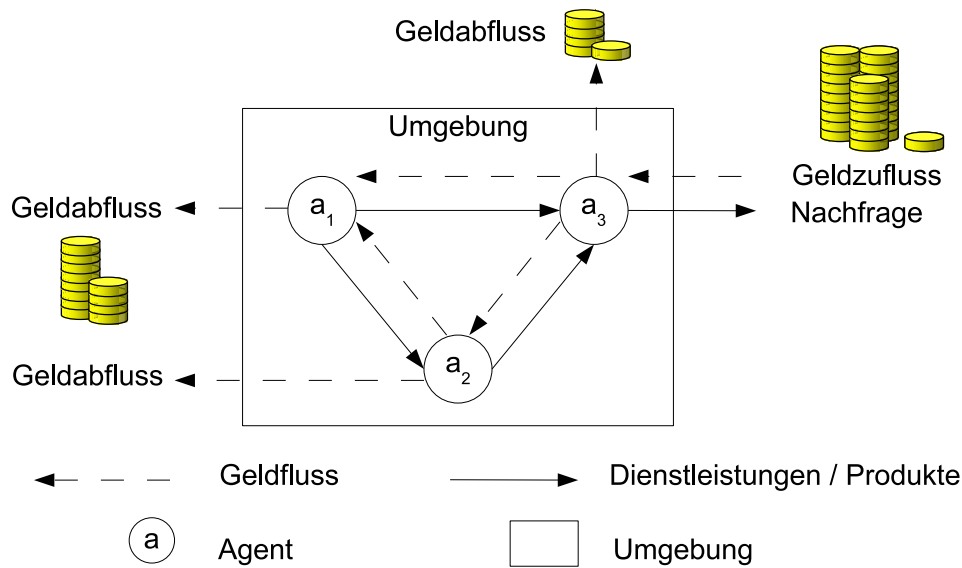 Geldabfluss
Umgebung
Geldzufluss
Nachfrage
Geldabfluss
a1
a3
Geldabfluss
a2
Geldfluss
Dienstleistungen / Produkte
a
Agent
Umgebung